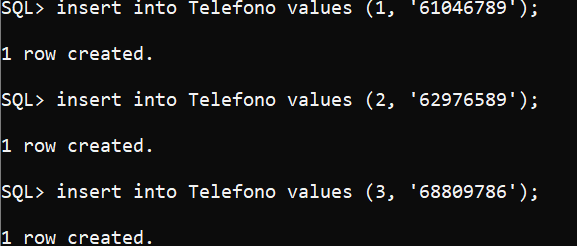 SQL> insert into Telefono values (1, '61046789');
1 row created.
SQL> insert into Telefono values (2, '62976589');
1 row created.
SQL> insert into Telefono values (3, '68809786');
1 row created.